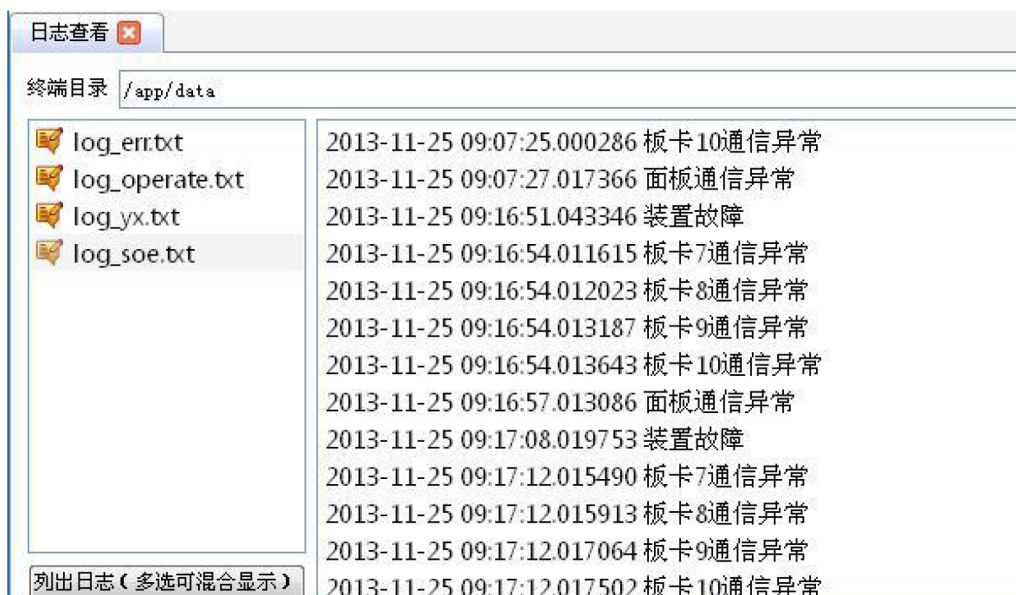 日志查看
终端目录 /app/data
log_err.txt
log_operate.txt
log_yx.txt
log_soe.txt
列出日志(多选可混合显示)
2013-11-25 09:07:25.000286 板卡10通信异常
2013-11-25 09:07:27.017366 面板通信异常
2013-11-25 09:16:51.043346 装置故障
2013-11-25 09:16:54.011615 板卡7通信异常
2013-11-25 09:16:54.012023 板卡8通信异常
2013-11-25 09:16:54.013187 板卡9通信异常
2013-11-25 09:16:54.013643 板卡10通信异常
2013-11-25 09:16:57.013086 面板通信异常
2013-11-25 09:17:08.019753 装置故障
2013-11-25 09:17:12.015490 板卡7通信异常
2013-11-25 09:17:12.015913 板卡8通信异常
2013-11-25 09:17:12.017064 板卡9通信异常
2013-11-25 09:17:12.017502 板卡10通信异常